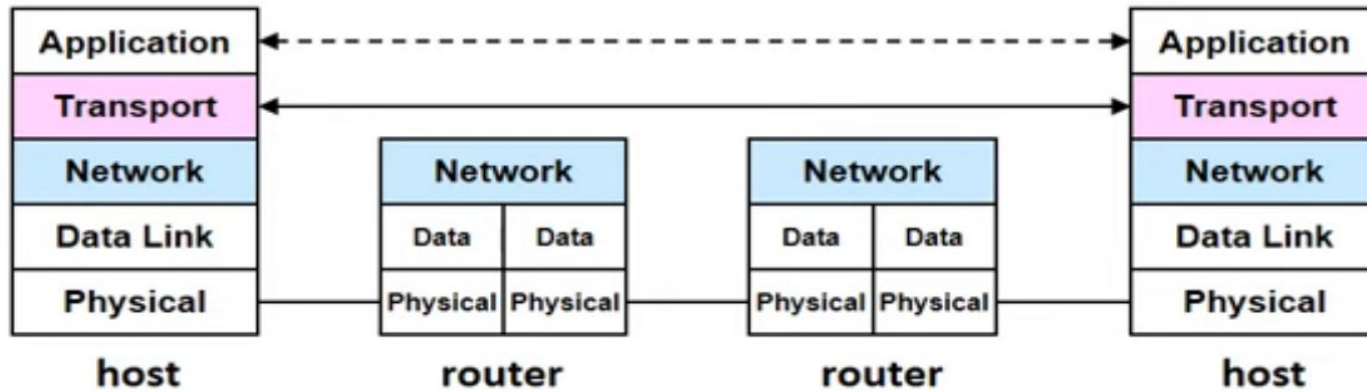 Application Application
Transport Transport
Network Network Network Network
Data Link Data Data Data Data Data Link
Physical Physical Physical Physical Physical Physical
host router router host